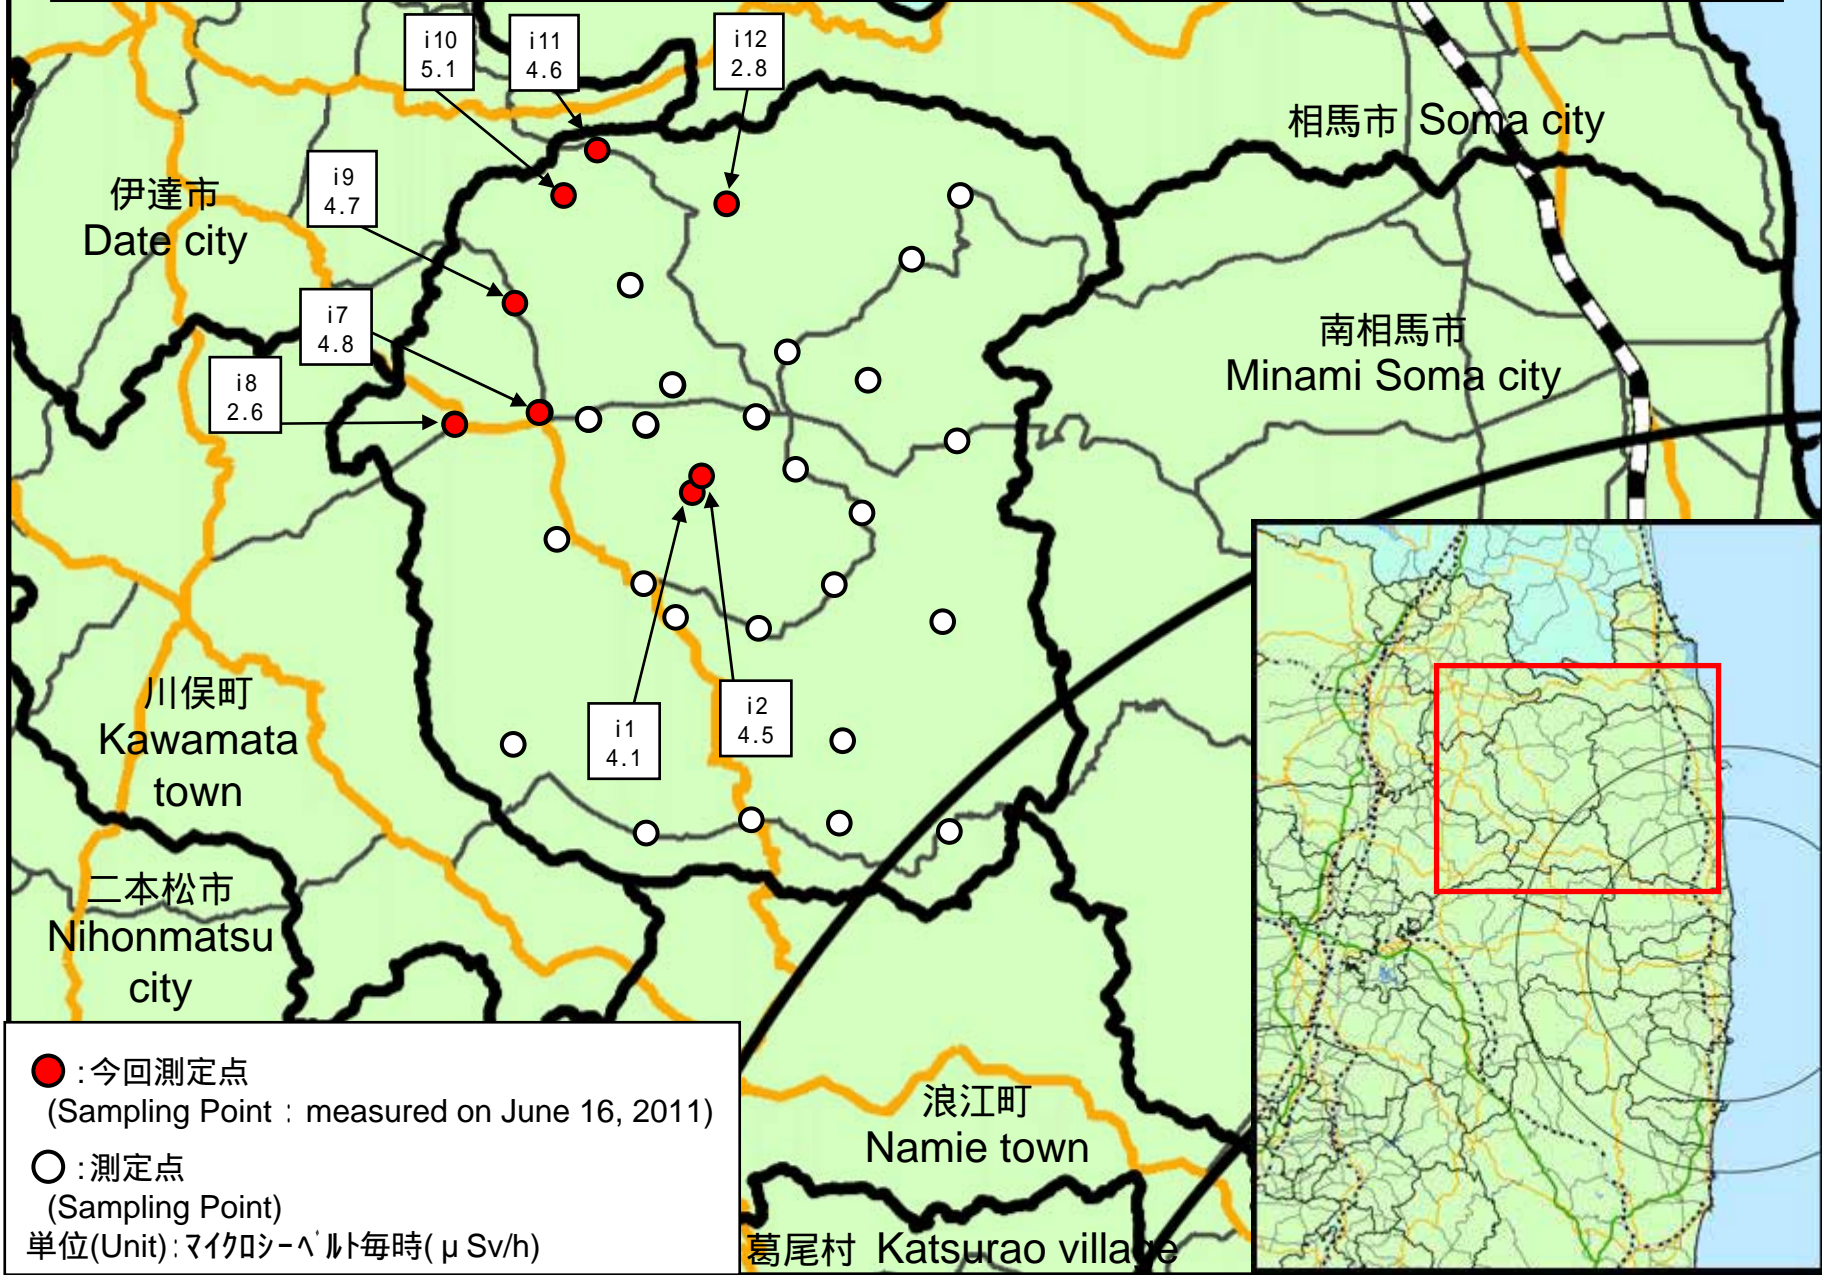 i10
5.1
i11
4.6
i12
2.8
相馬市 Soma city
i9
4.7
伊達市
Date city
i7
4.8
南相馬市
Minami Soma city
i8
2.6
川俣町
Kawamata
town
i1
4.1
i2
4.5
二本松市
Nihonmatsu
city
:今回測定点
(Sampling Point : measured on June 16, 2011)
:測定点
(Sampling Point)
単位(Unit):マイクロシーベルト毎時(μSv/h)
浪江町
Namie town
葛尾村 Katsurao village